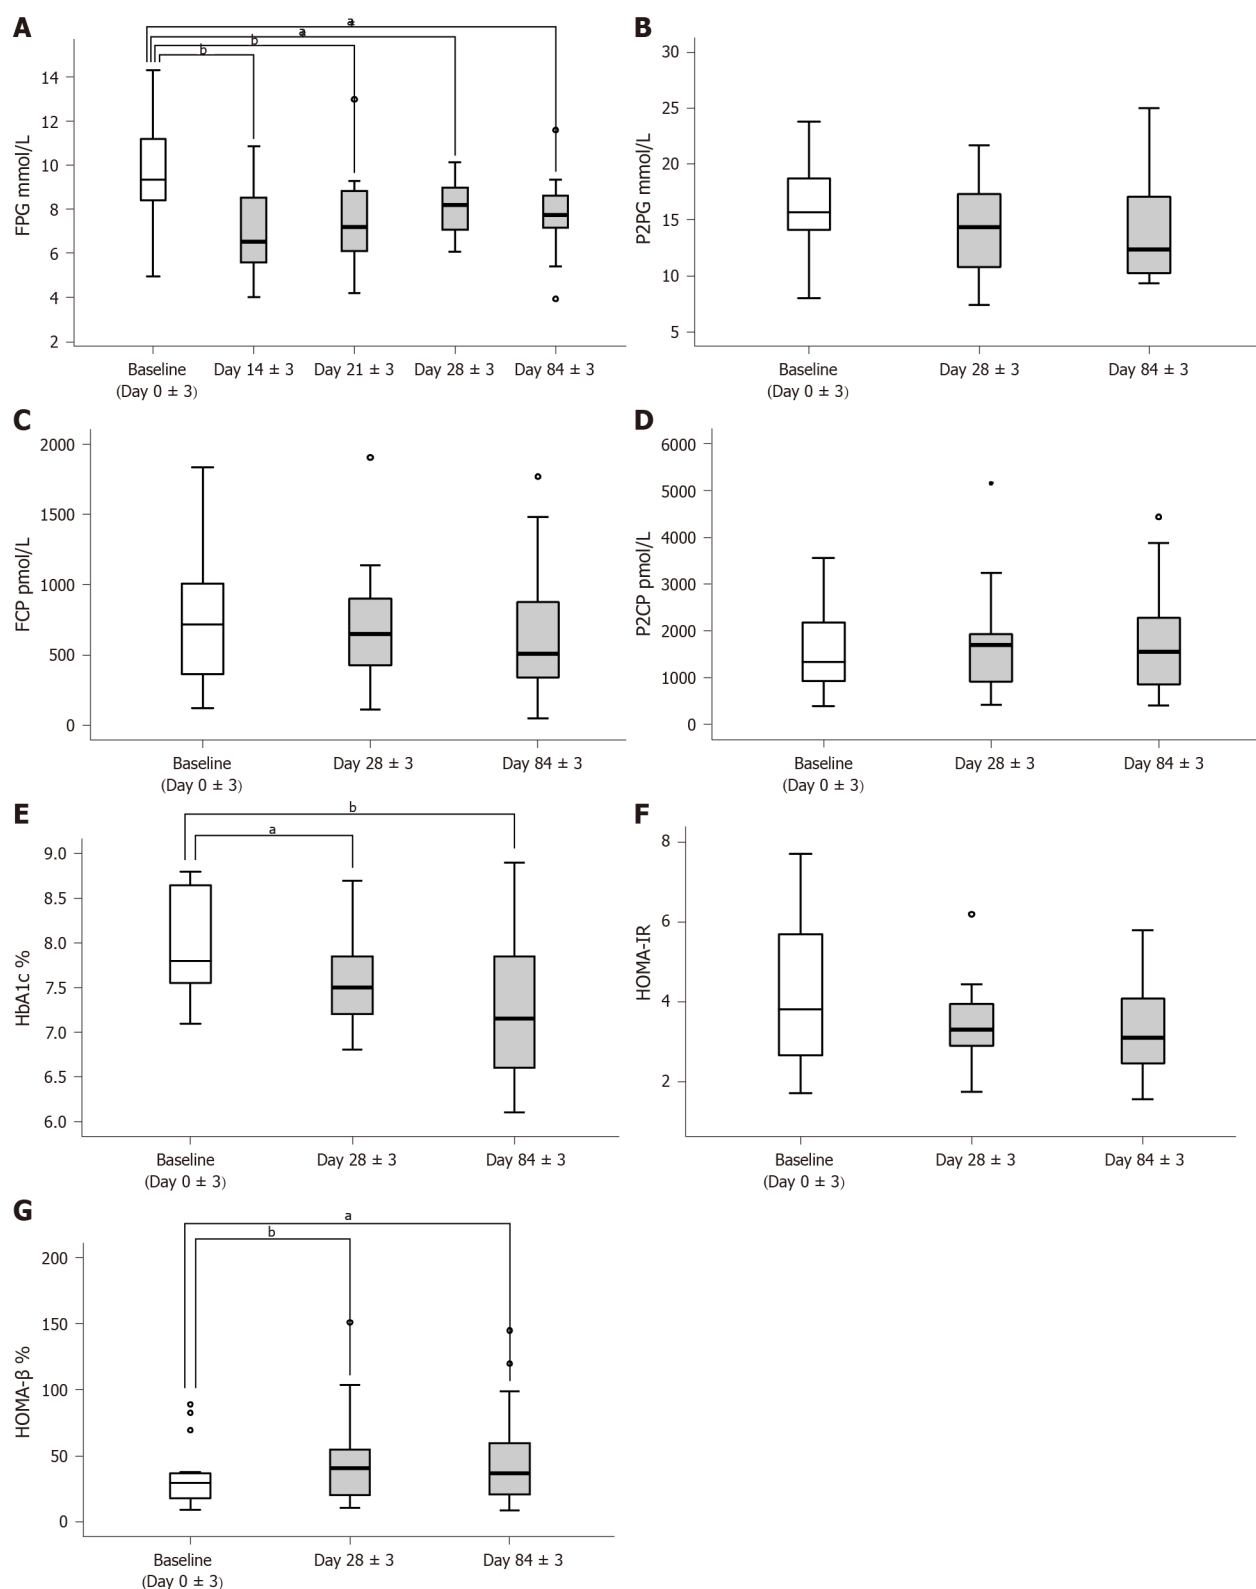 A
a
a
b
b
FPG mmol/L
14
12
10
8
6
4
2
Baseline
(Day 0 ± 3)
Day 14 ± 3
Day 21 ± 3
Day 28 ± 3
Day 84 ± 3
B
P2PG mmol/L
30
25
20
15
10
5
Baseline
(Day 0 ± 3)
Day 28 ± 3
Day 84 ± 3
C
FCP pmol/L
2000
1500
1000
500
0
Baseline
(Day 0 ± 3)
Day 28 ± 3
Day 84 ± 3
D
P2CP pmol/L
6000
5000
4000
3000
2000
1000
0
Baseline
(Day 0 ± 3)
Day 28 ± 3
Day 84 ± 3
E
b
a
HbA1c %
9.0
8.5
8.0
7.5
7.0
6.5
6.0
Baseline
(Day 0 ± 3)
Day 28 ± 3
Day 84 ± 3
F
HOMA-IR
8
6
4
2
Baseline
(Day 0 ± 3)
Day 28 ± 3
Day 84 ± 3
G
a
b
HOMA-β %
200
150
100
50
0
Baseline
(Day 0 ± 3)
Day 28 ± 3
Day 84 ± 3